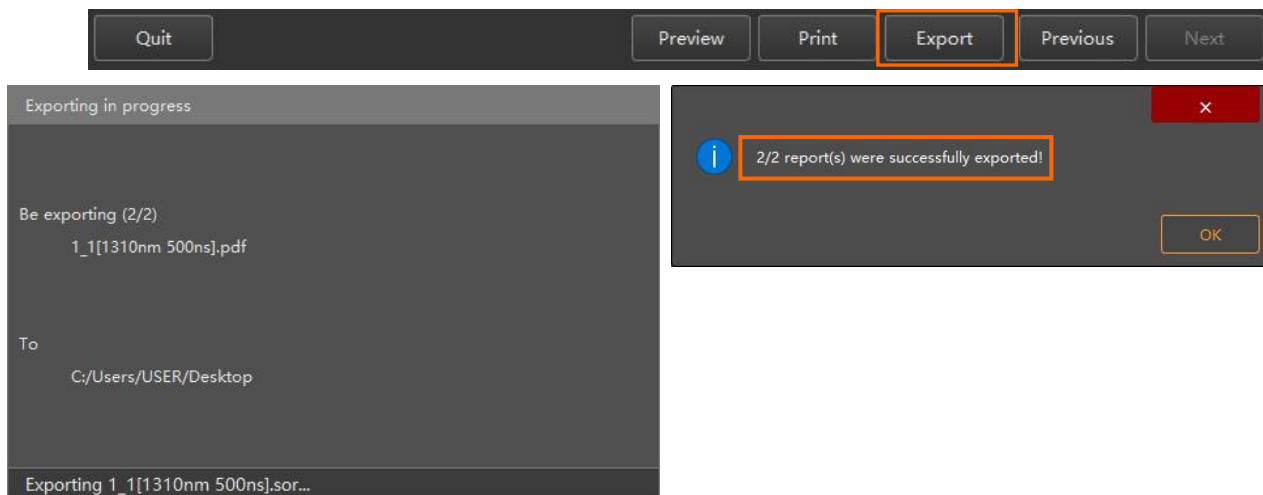 Quit
Preview
Print
Export
Previous
Next
Exporting in progress
Be exporting (2/2)
1_1[1310nm 500ns].pdf
To
C:/Users/USER/Desktop
Exporting 1_1[1310nm 500ns].sor...
2/2 report(s) were successfully exported!
OK